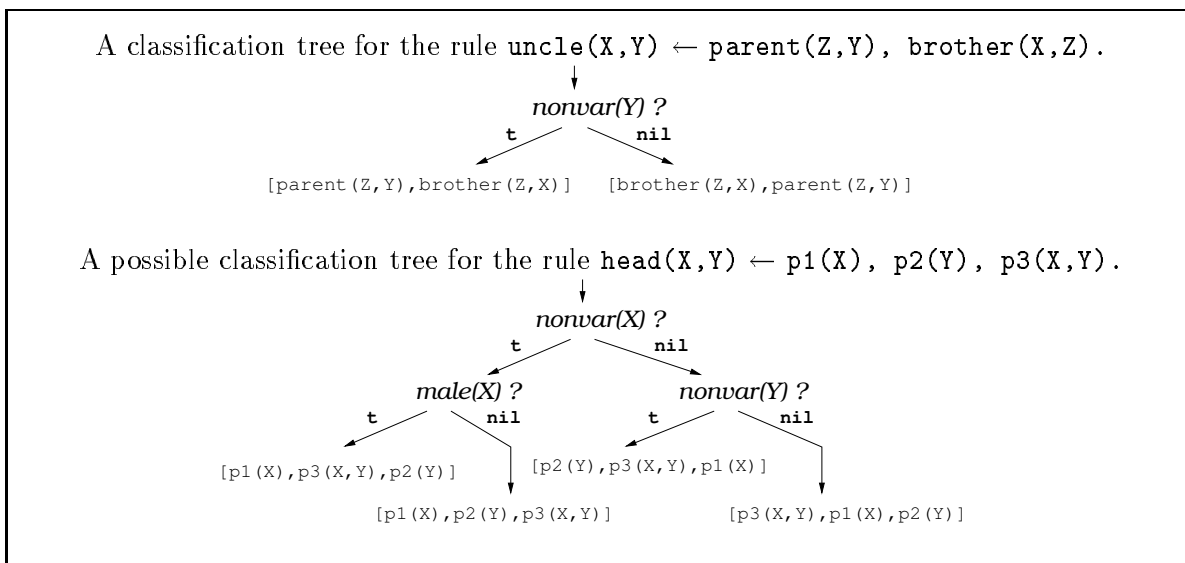 A classification tree for the rule uncle(X,Y) ← parent(Z,Y), brother(X,Z).
nonvar(Y) ?
t nil
[parent(Z,Y),brother(Z,X)] [brother(Z,X),parent(Z,Y)]
A possible classification tree for the rule head(X,Y) ← p1(X), p2(Y), p3(X,Y).
nonvar(X) ?
t nil
male(X) ? nonvar(Y) ?
t nil t nil
[p1(X),p3(X,Y),p2(Y)] [p2(Y),p3(X,Y),p1(X)]
[p1(X),p2(Y),p3(X,Y)] [p3(X,Y),p1(X),p2(Y)]